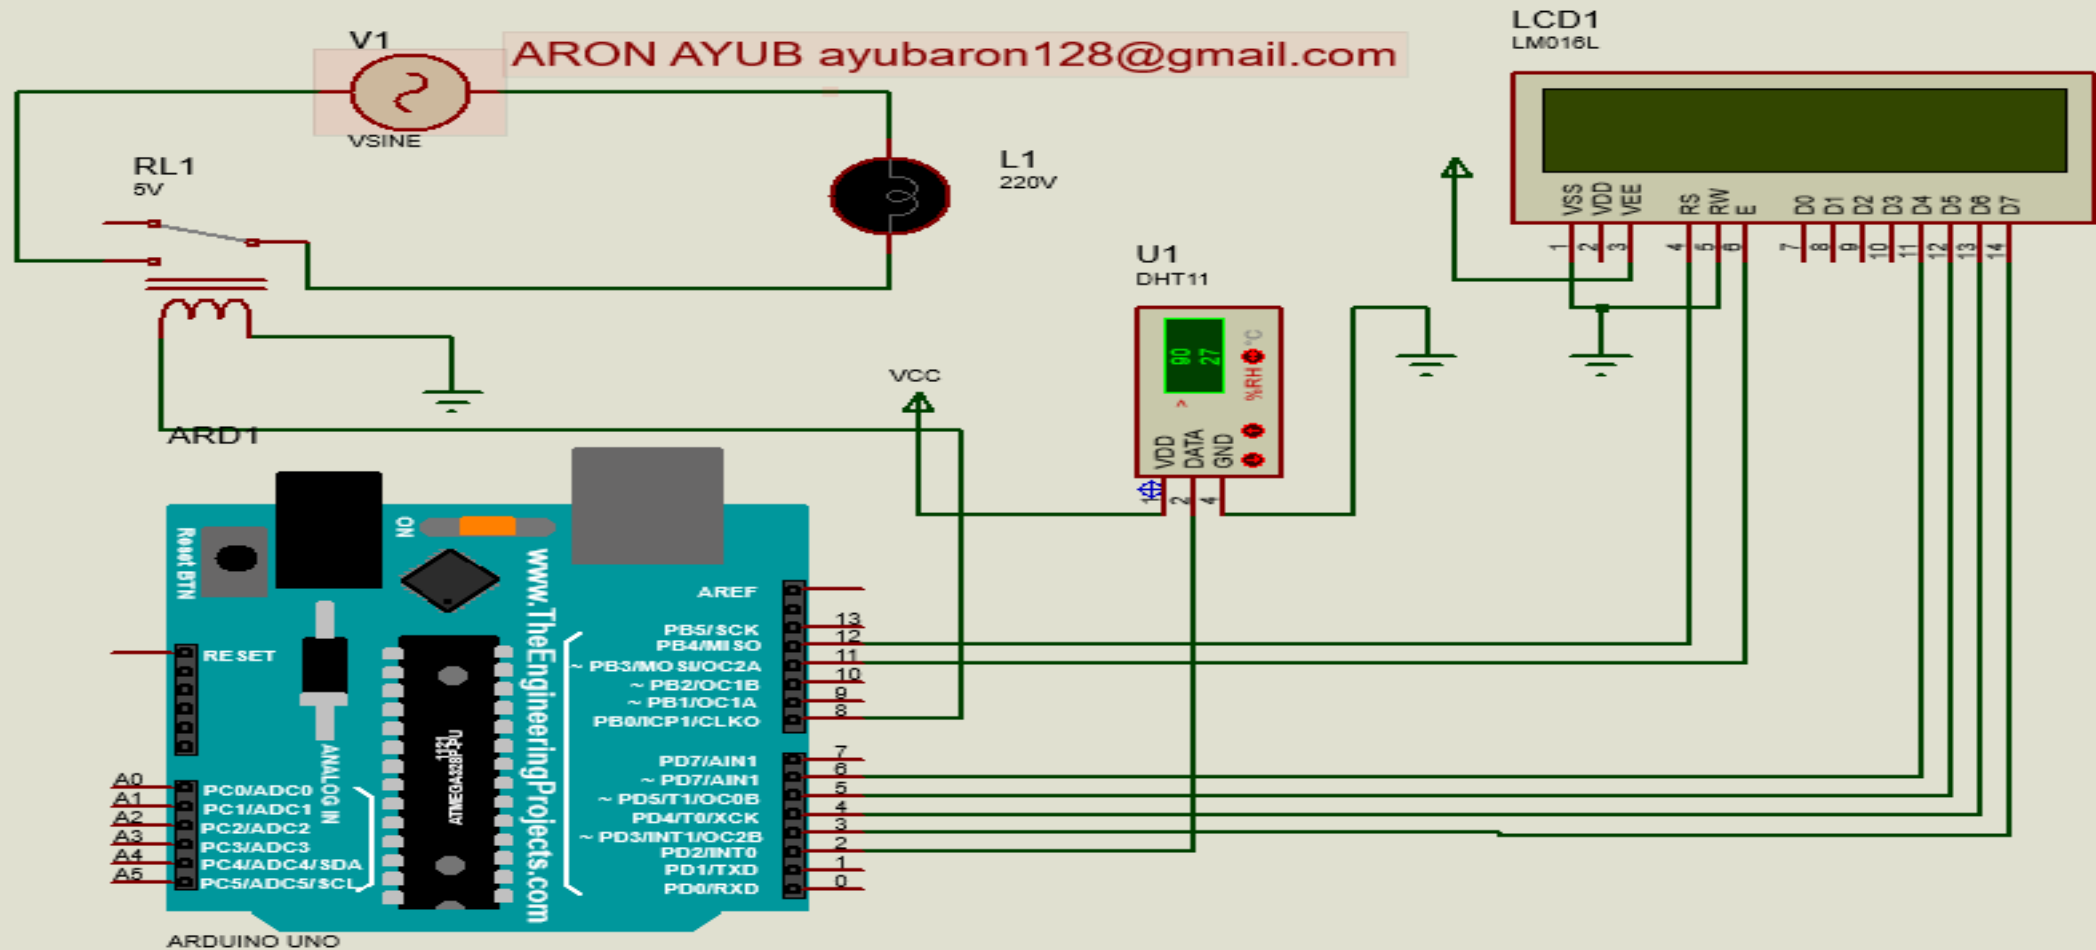 V1
ARON AYUB ayubaron128@gmail.com
VSINE
RL1
5V
L1
220V
LCD1
LM016L
VSS
VDD
VEE
RS
RW
E
D0
D1
D2
D3
D4
D5
D6
D7
1
2
3
4
5
6
7
8
9
10
11
12
13
14
U1
DHT11
90
27
>
%RH
°C
VDD
DATA
GND
1
2
4
VCC
ARD1
Reset BTN
ON
www.TheEngineeringProjects.com
AREF
PB5/SCK
13
PB4/MISO
12
~ PB3/MOSI/OC2A
11
~ PB2/OC1B
10
~ PB1/OC1A
9
PB0/ICP1/CLKO
8
RESET
ANALOG IN
1121
ATMEGA328P-PU
PD7/AIN1
7
~ PD7/AIN1
6
~ PD5/T1/OC0B
5
PD4/T0/XCK
4
~ PD3/INT1/OC2B
3
PD2/INT0
2
PD1/TXD
1
PD0/RXD
0
A0
PC0/ADC0
A1
PC1/ADC1
A2
PC2/ADC2
A3
PC3/ADC3
A4
PC4/ADC4/SDA
A5
PC5/ADC5/SCL
ARDUINO UNO